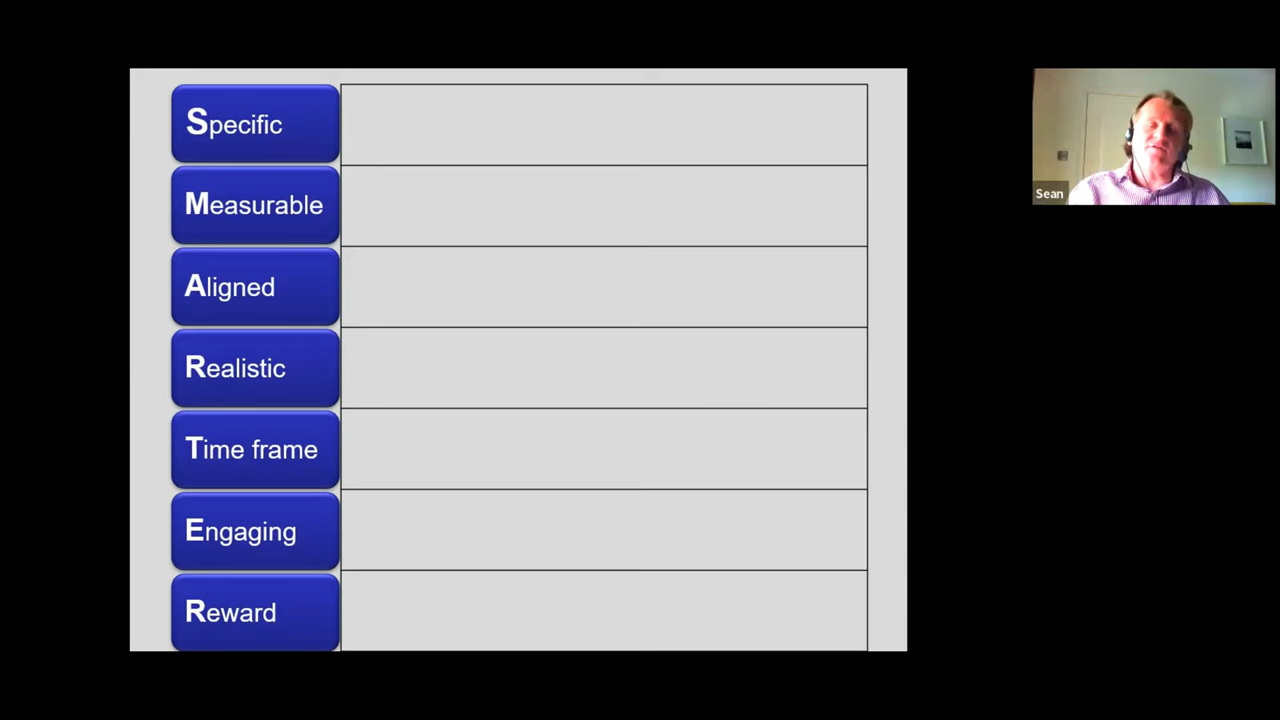 Specific
Measurable
Aligned
Realistic
Time frame
Engaging
Reward
Sean